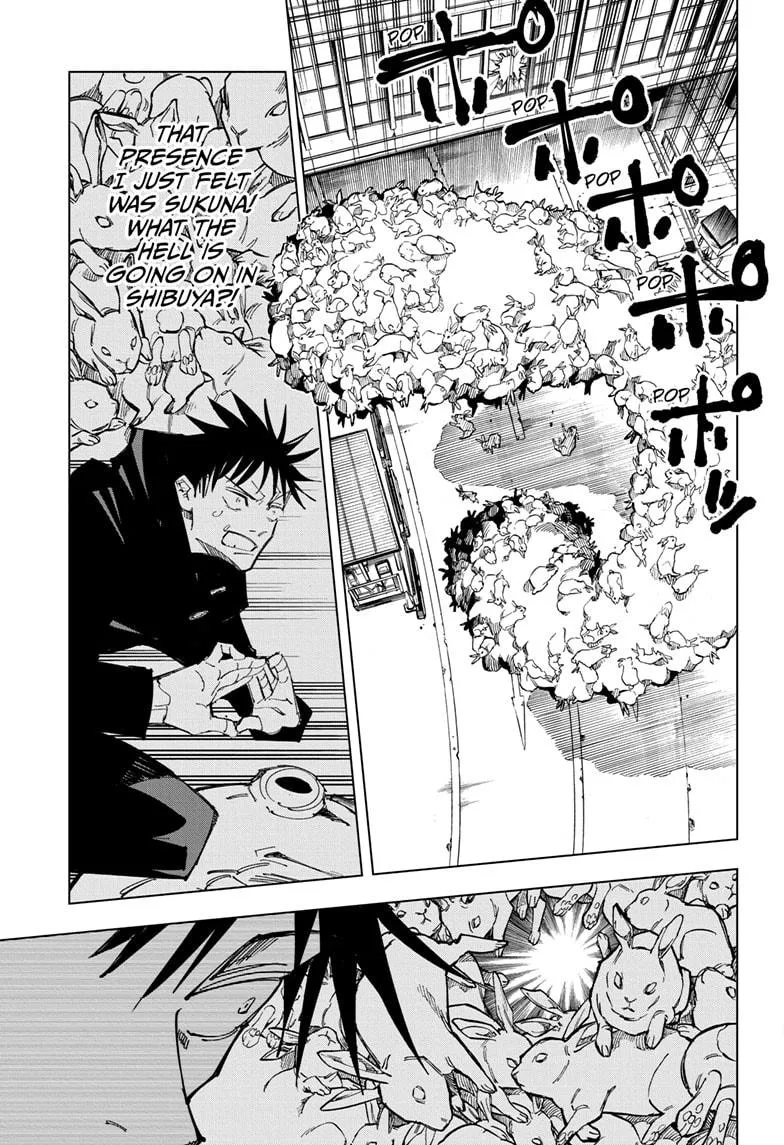 POP
ポ
POP
ポ
POP
ポ
POP
ポ
POP
ポッ
THAT
PRESENCE
I JUST FELT
WAS SUKUNA!
WHAT THE
HELL IS
GOING ON IN
SHIBUYA?!